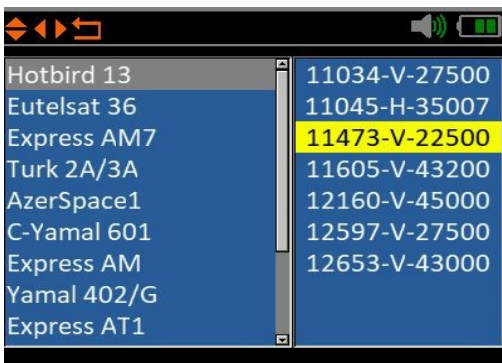 Hotbird 13
Eutelsat 36
Express AM7
Turk 2A/3A
AzerSpace1
C-Yamal 601
Express AM
Yamal 402/G
Express AT1
11034-V-27500
11045-H-35007
11473-V-22500
11605-V-43200
12160-V-45000
12597-V-27500
12653-V-43000